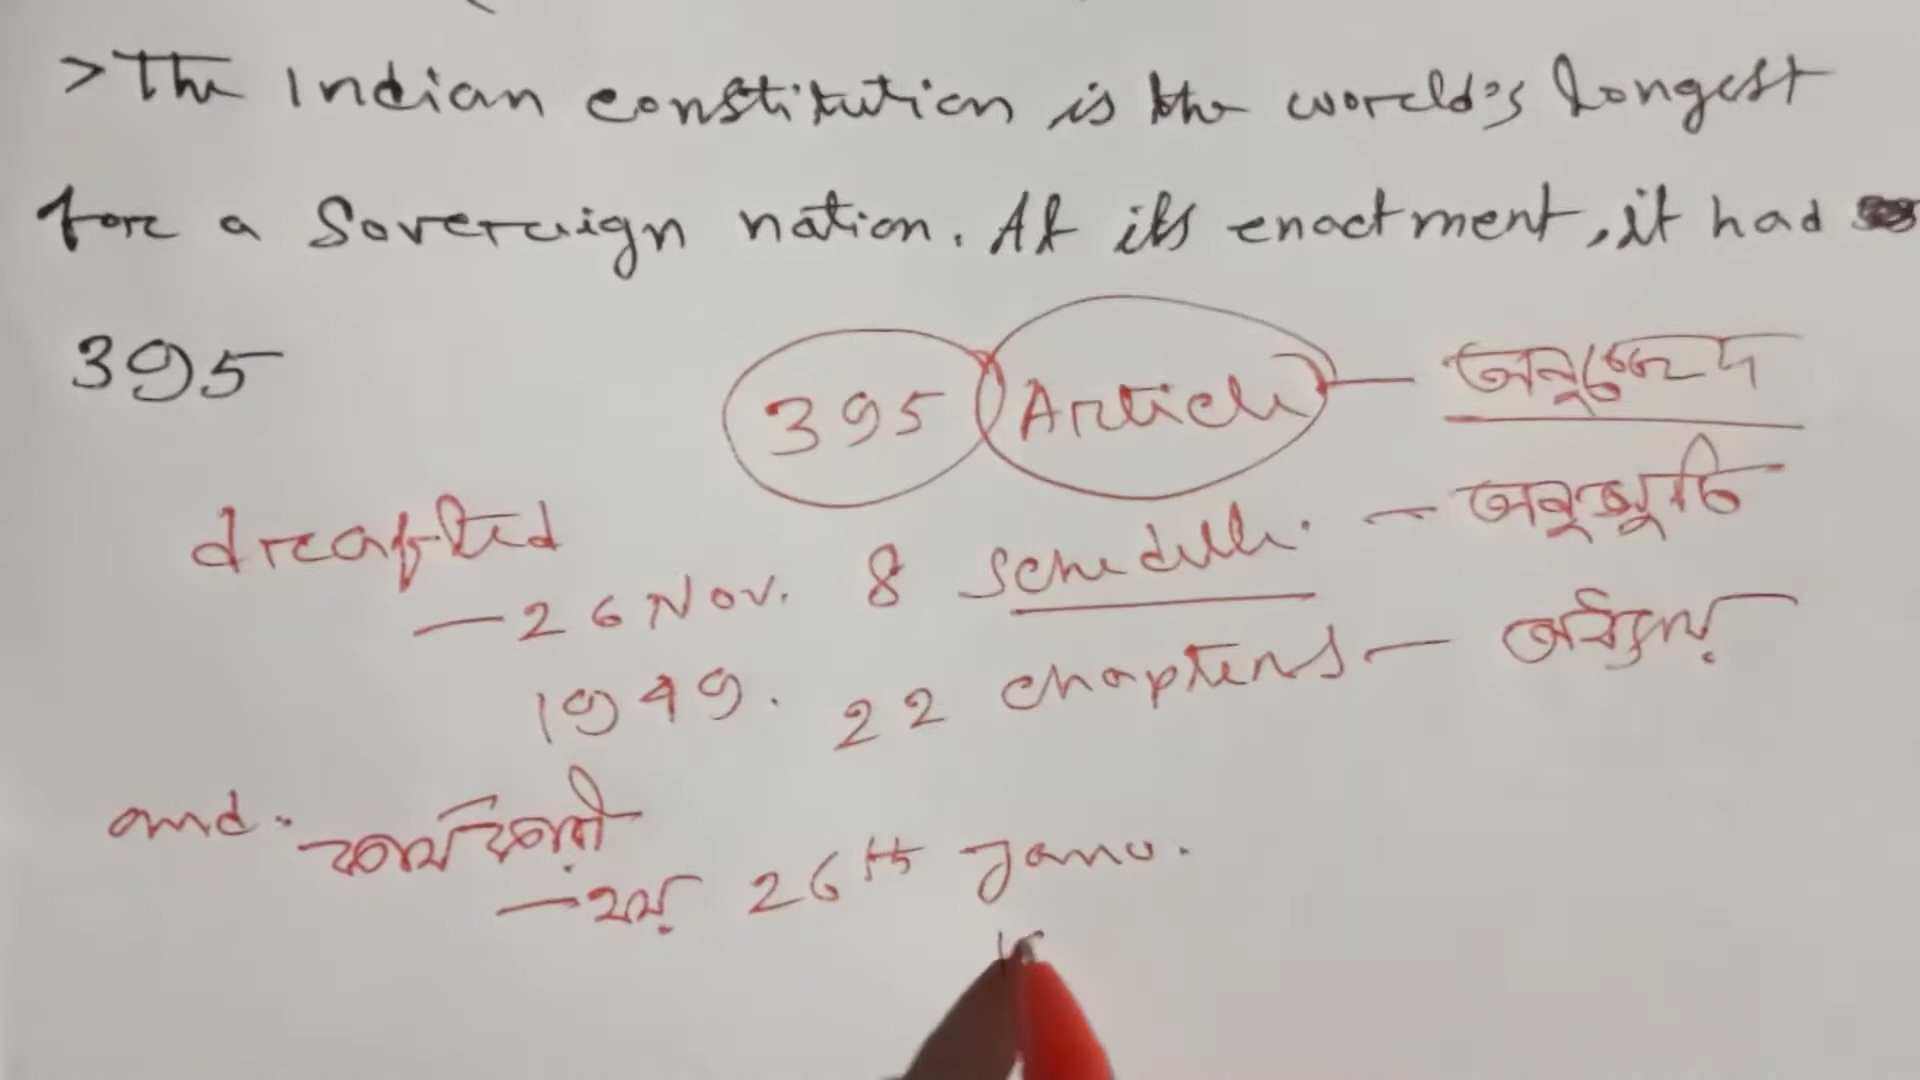 > The Indian constitution is the world's longest
for a Sovereign nation. At its enactment, it had
395
395 Article — অনুচ্ছেদ
drafted
— 26 Nov.
1949.
8 Schedule. — অনুসূচি
22 chapters — অধ্যায়
and. কার্যকারী
— হয় 26th Janu.